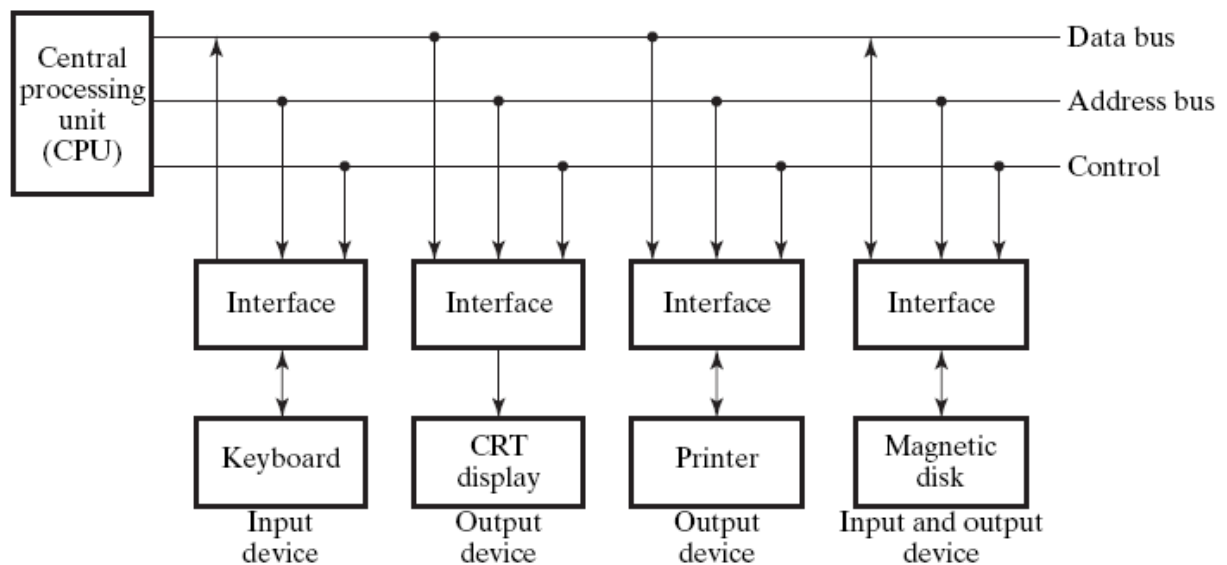 Central
processing
unit
(CPU)
Data bus
Address bus
Control
Interface
Interface
Interface
Interface
Keyboard
CRT
display
Printer
Magnetic
disk
Input
device
Output
device
Output
device
Input and output
device